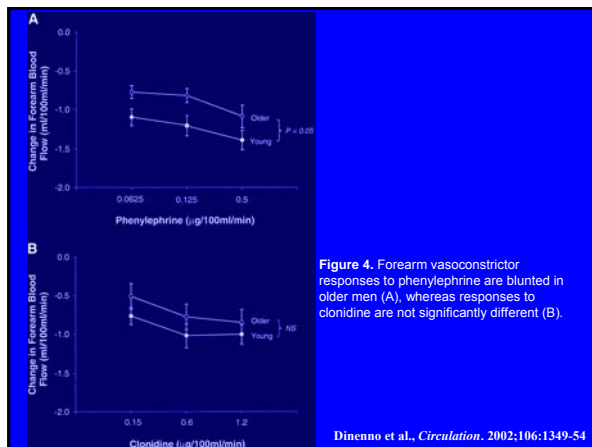 A
0.0
-0.5
-1.0
-1.5
-2.0
Change in Forearm Blood
Flow (ml/100ml/min)
Older
Young
P < 0.05
0.0625
0.125
0.5
Phenylephrine (μg/100ml/min)
B
0.0
-0.5
-1.0
-1.5
-2.0
Change in Forearm Blood
Flow (ml/100ml/min)
Older
Young
NS
0.15
0.6
1.2
Clonidine (μg/100ml/min)
Figure 4. Forearm vasoconstrictor
responses to phenylephrine are blunted in
older men (A), whereas responses to
clonidine are not significantly different (B).
Dinenno et al., Circulation. 2002;106:1349-54